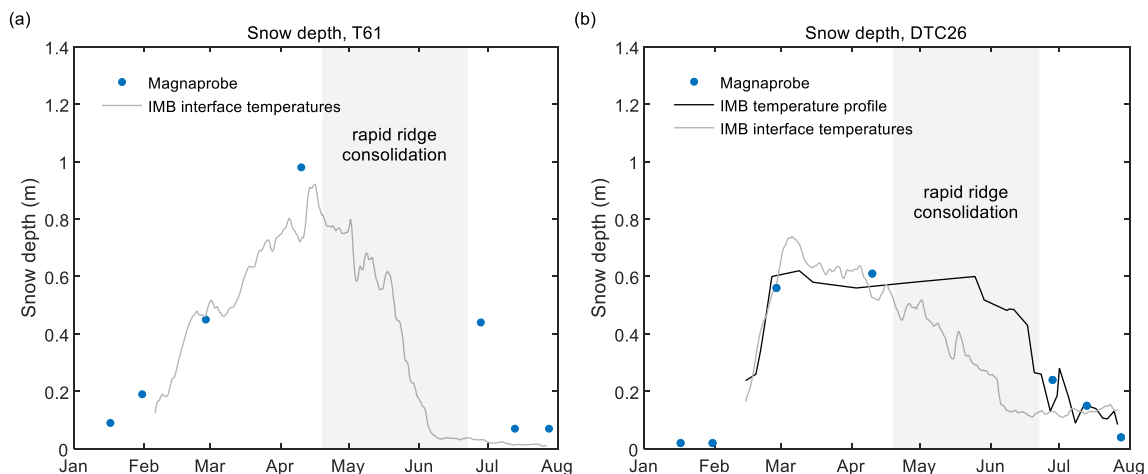 (a)
Snow depth, T61
1.4
1.2
1
0.8
0.6
0.4
0.2
0
Snow depth (m)
Magnaprobe
IMB interface temperatures
rapid ridge
consolidation
Jan Feb Mar Apr May Jun Jul Aug
(b)
Snow depth, DTC26
1.4
1.2
1
0.8
0.6
0.4
0.2
0
Snow depth (m)
Magnaprobe
IMB temperature profile
IMB interface temperatures
rapid ridge
consolidation
Jan Feb Mar Apr May Jun Jul Aug